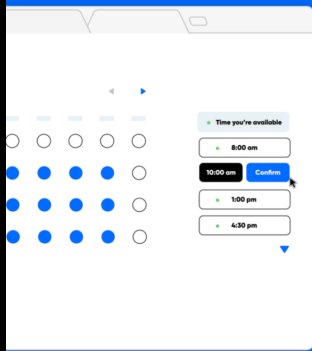 Time you're available
8:00 am
10:00 am Confirm
1:00 pm
4:30 pm